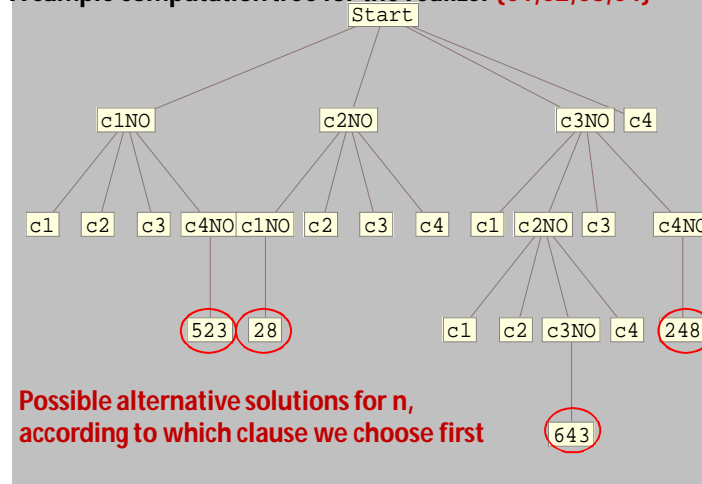 Start
c1NO c2NO c3NO c4
c1 c2 c3 c4NO c1NO c2 c3 c4 c1 c2NO c3 c4NO
523 28 c1 c2 c3NO c4 248
Possible alternative solutions for n,
according to which clause we choose first
643